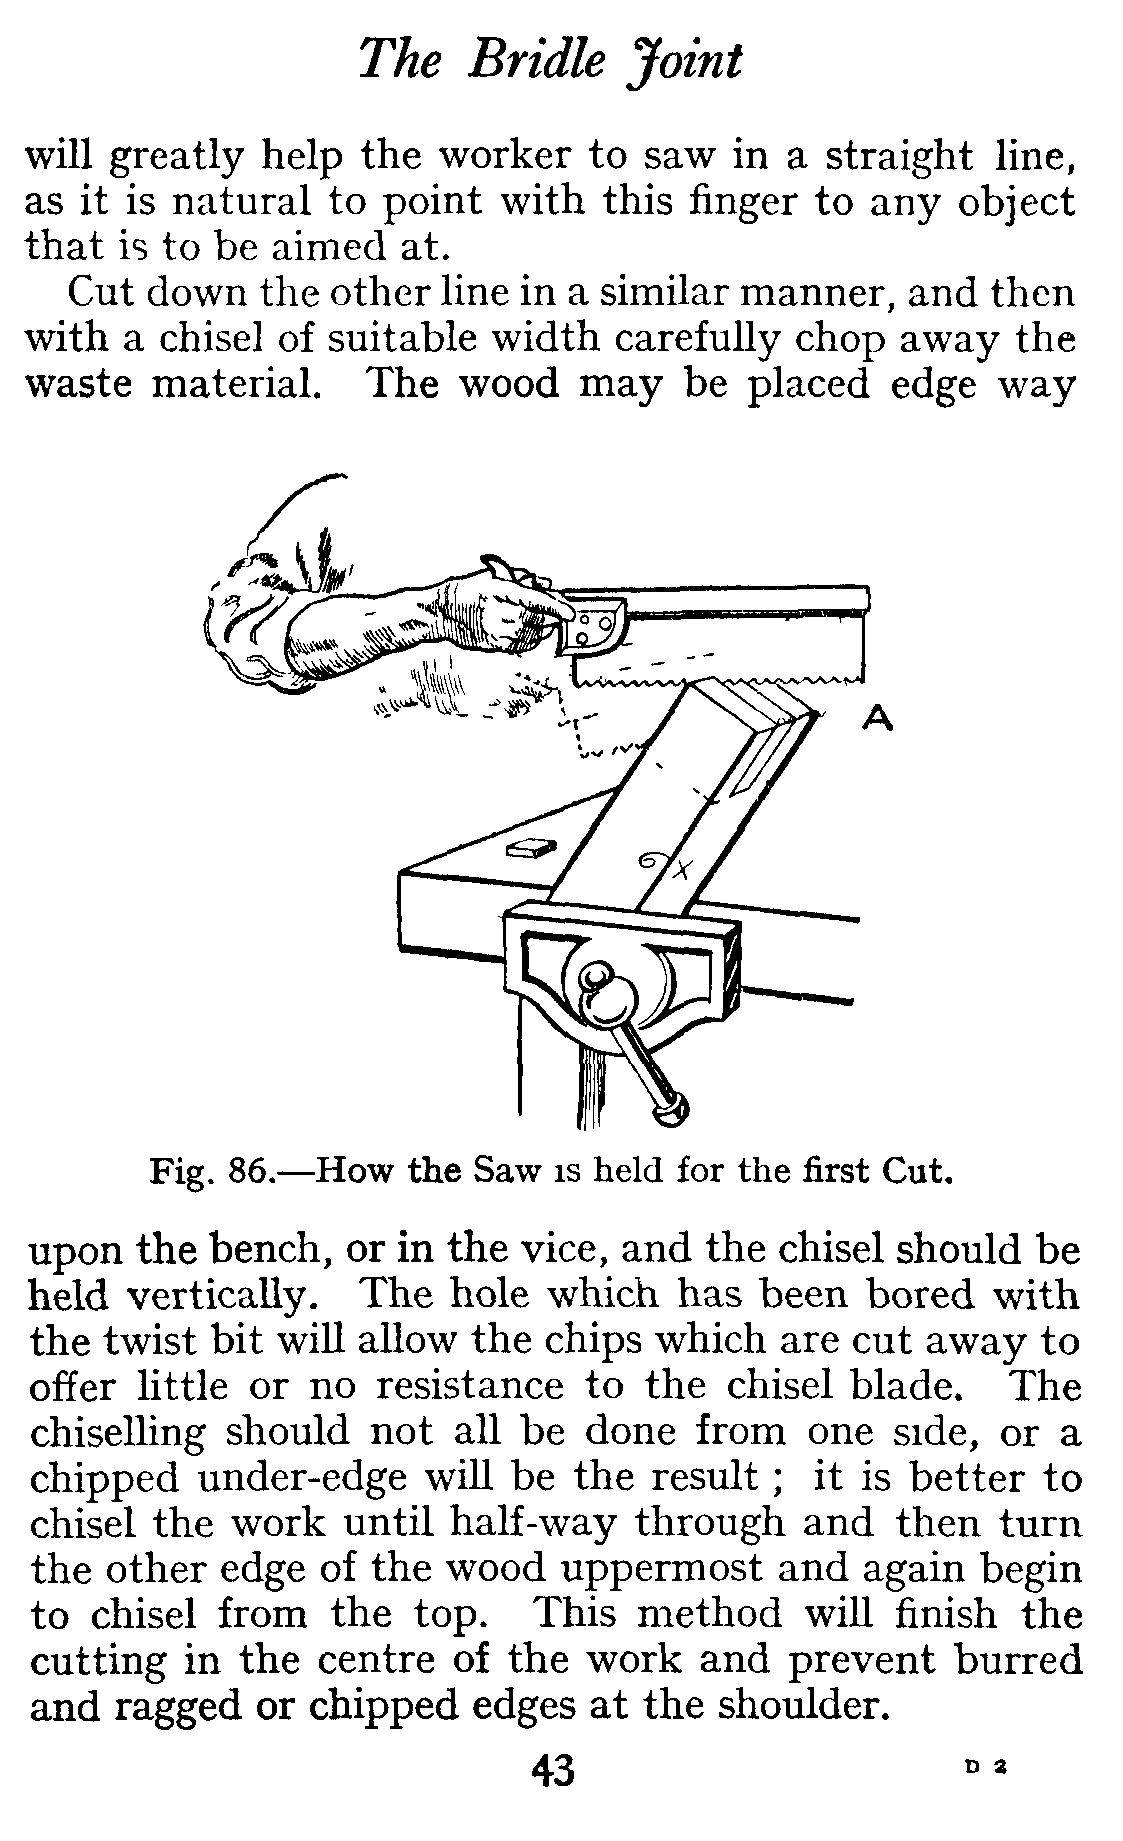 The Bridle Joint
will greatly help the worker to saw in a straight line,
as it is natural to point with this finger to any object
that is to be aimed at.
Cut down the other line in a similar manner, and then
with a chisel of suitable width carefully chop away the
waste material. The wood may be placed edge way
A
X
Fig. 86.—How the Saw is held for the first Cut.
upon the bench, or in the vice, and the chisel should be
held vertically. The hole which has been bored with
the twist bit will allow the chips which are cut away to
offer little or no resistance to the chisel blade. The
chiselling should not all be done from one side, or a
chipped under-edge will be the result ; it is better to
chisel the work until half-way through and then turn
the other edge of the wood uppermost and again begin
to chisel from the top. This method will finish the
cutting in the centre of the work and prevent burred
and ragged or chipped edges at the shoulder.
43
D 2